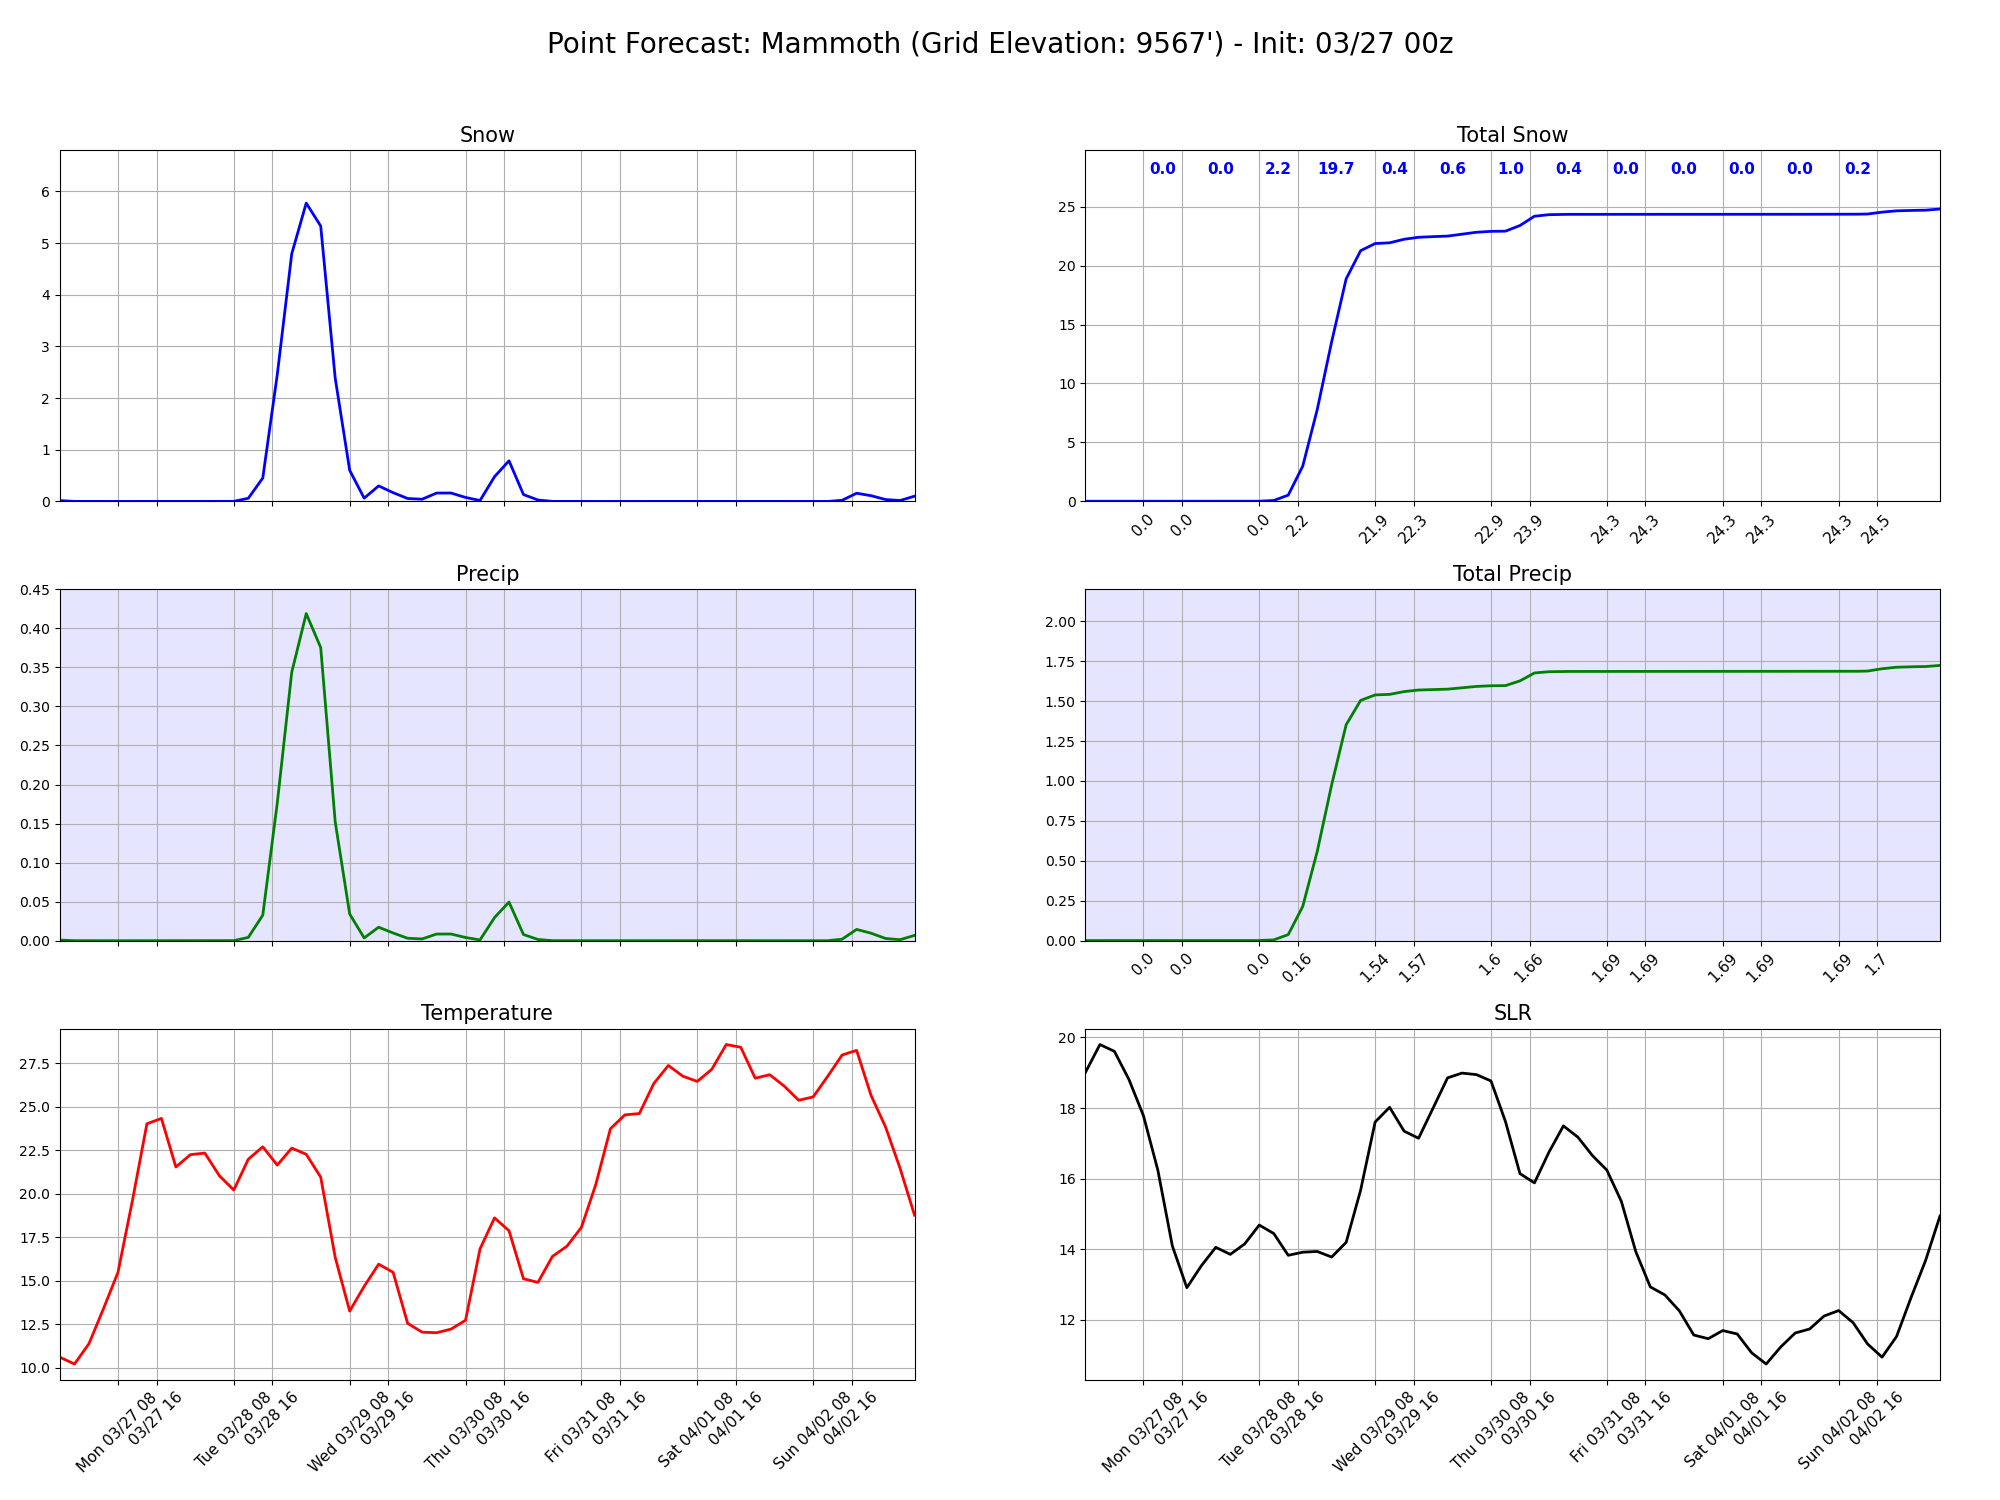 Point Forecast: Mammoth (Grid Elevation: 9567') - Init: 03/27 00z
Snow
6
5
4
3
2
1
0
Total Snow
0.0 0.0 2.2 19.7 0.4 0.6 1.0 0.4 0.0 0.0 0.0 0.0 0.2
25
20
15
10
5
0
0.0 0.0 0.0 2.2 21.9 22.3 22.9 23.9 24.3 24.3 24.3 24.3 24.3 24.5
Precip
0.45
0.40
0.35
0.30
0.25
0.20
0.15
0.10
0.05
0.00
Total Precip
2.00
1.75
1.50
1.25
1.00
0.75
0.50
0.25
0.00
0.0 0.0 0.0 0.16 1.54 1.57 1.6 1.66 1.69 1.69 1.69 1.69 1.69 1.7
Temperature
27.5
25.0
22.5
20.0
17.5
15.0
12.5
10.0
Mon 03/27 08
03/27 16
Tue 03/28 08
03/28 16
Wed 03/29 08
03/29 16
Thu 03/30 08
03/30 16
Fri 03/31 08
03/31 16
Sat 04/01 08
04/01 16
Sun 04/02 08
04/02 16
SLR
20
18
16
14
12
Mon 03/27 08
03/27 16
Tue 03/28 08
03/28 16
Wed 03/29 08
03/29 16
Thu 03/30 08
03/30 16
Fri 03/31 08
03/31 16
Sat 04/01 08
04/01 16
Sun 04/02 08
04/02 16